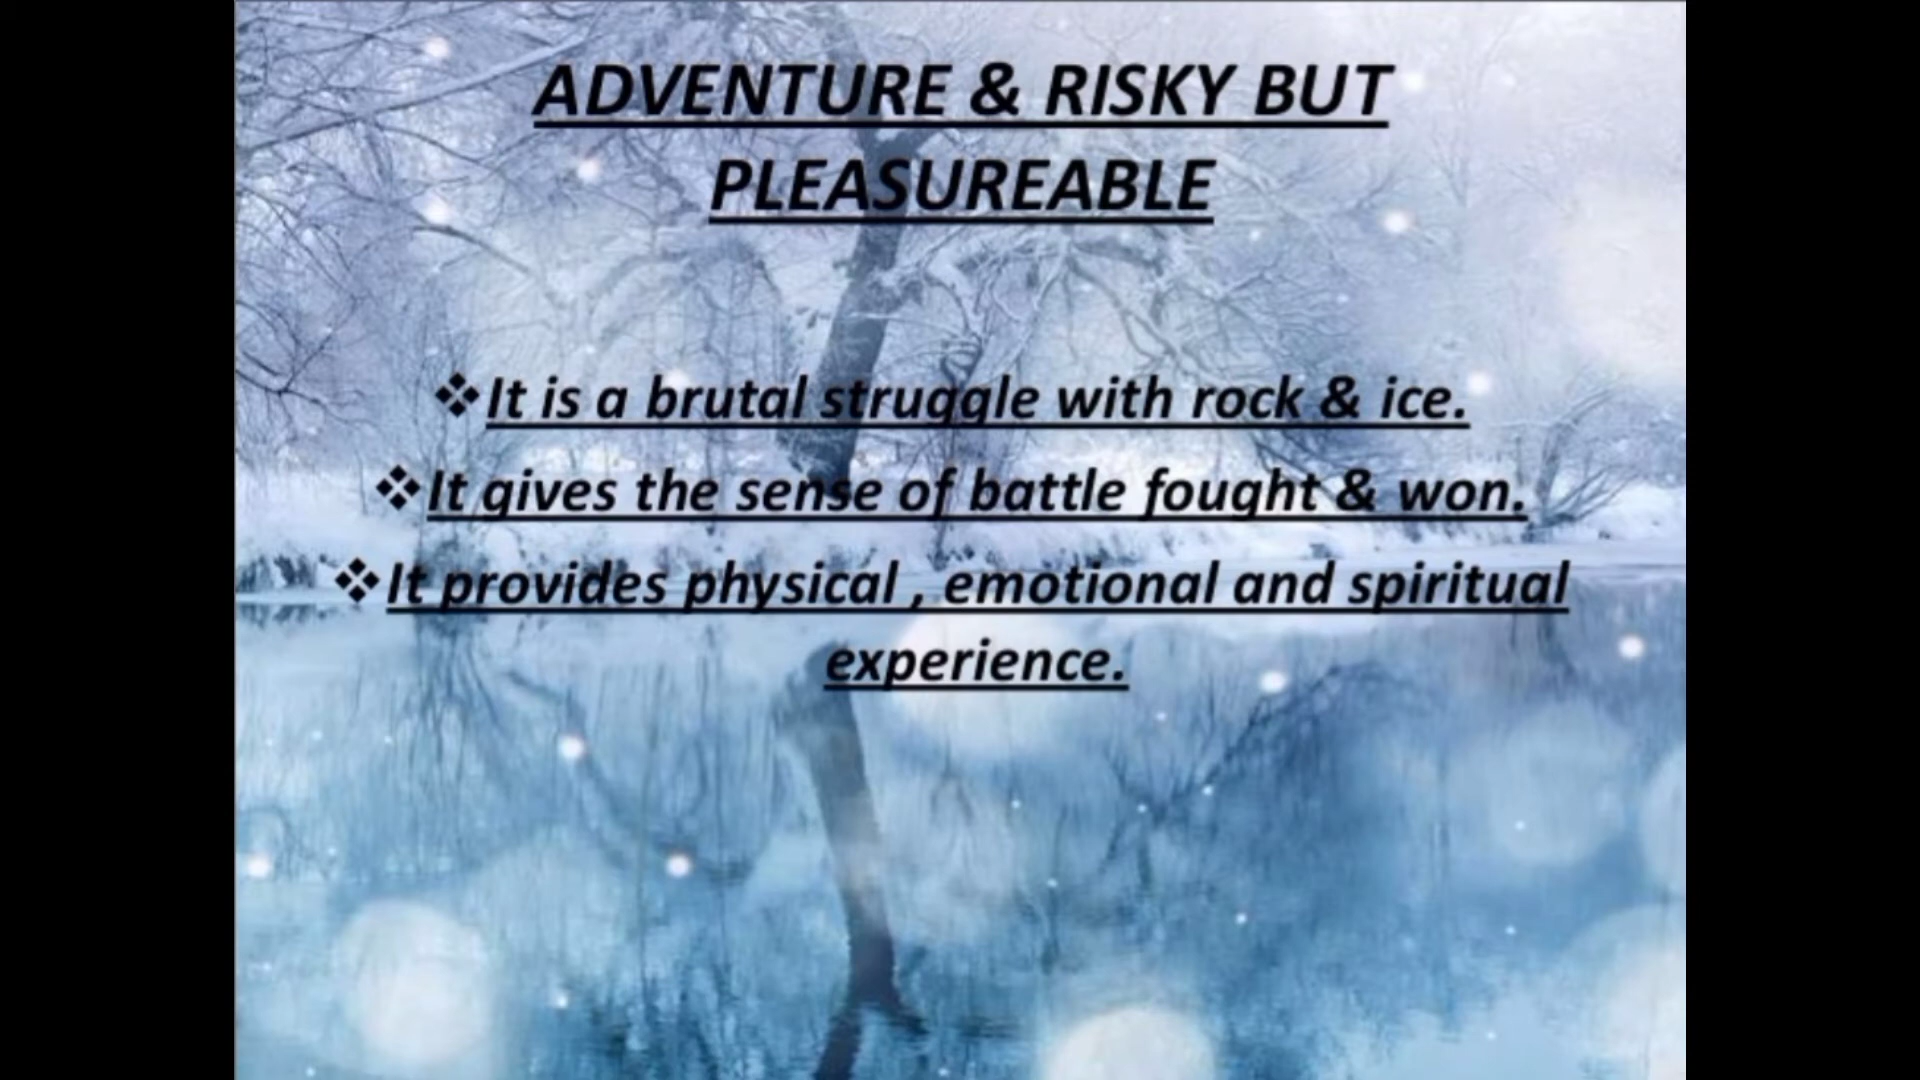 ADVENTURE & RISKY BUT
PLEASUREABLE
❖It is a brutal struggle with rock & ice.
❖It gives the sense of battle fought & won.
❖It provides physical , emotional and spiritual
experience.